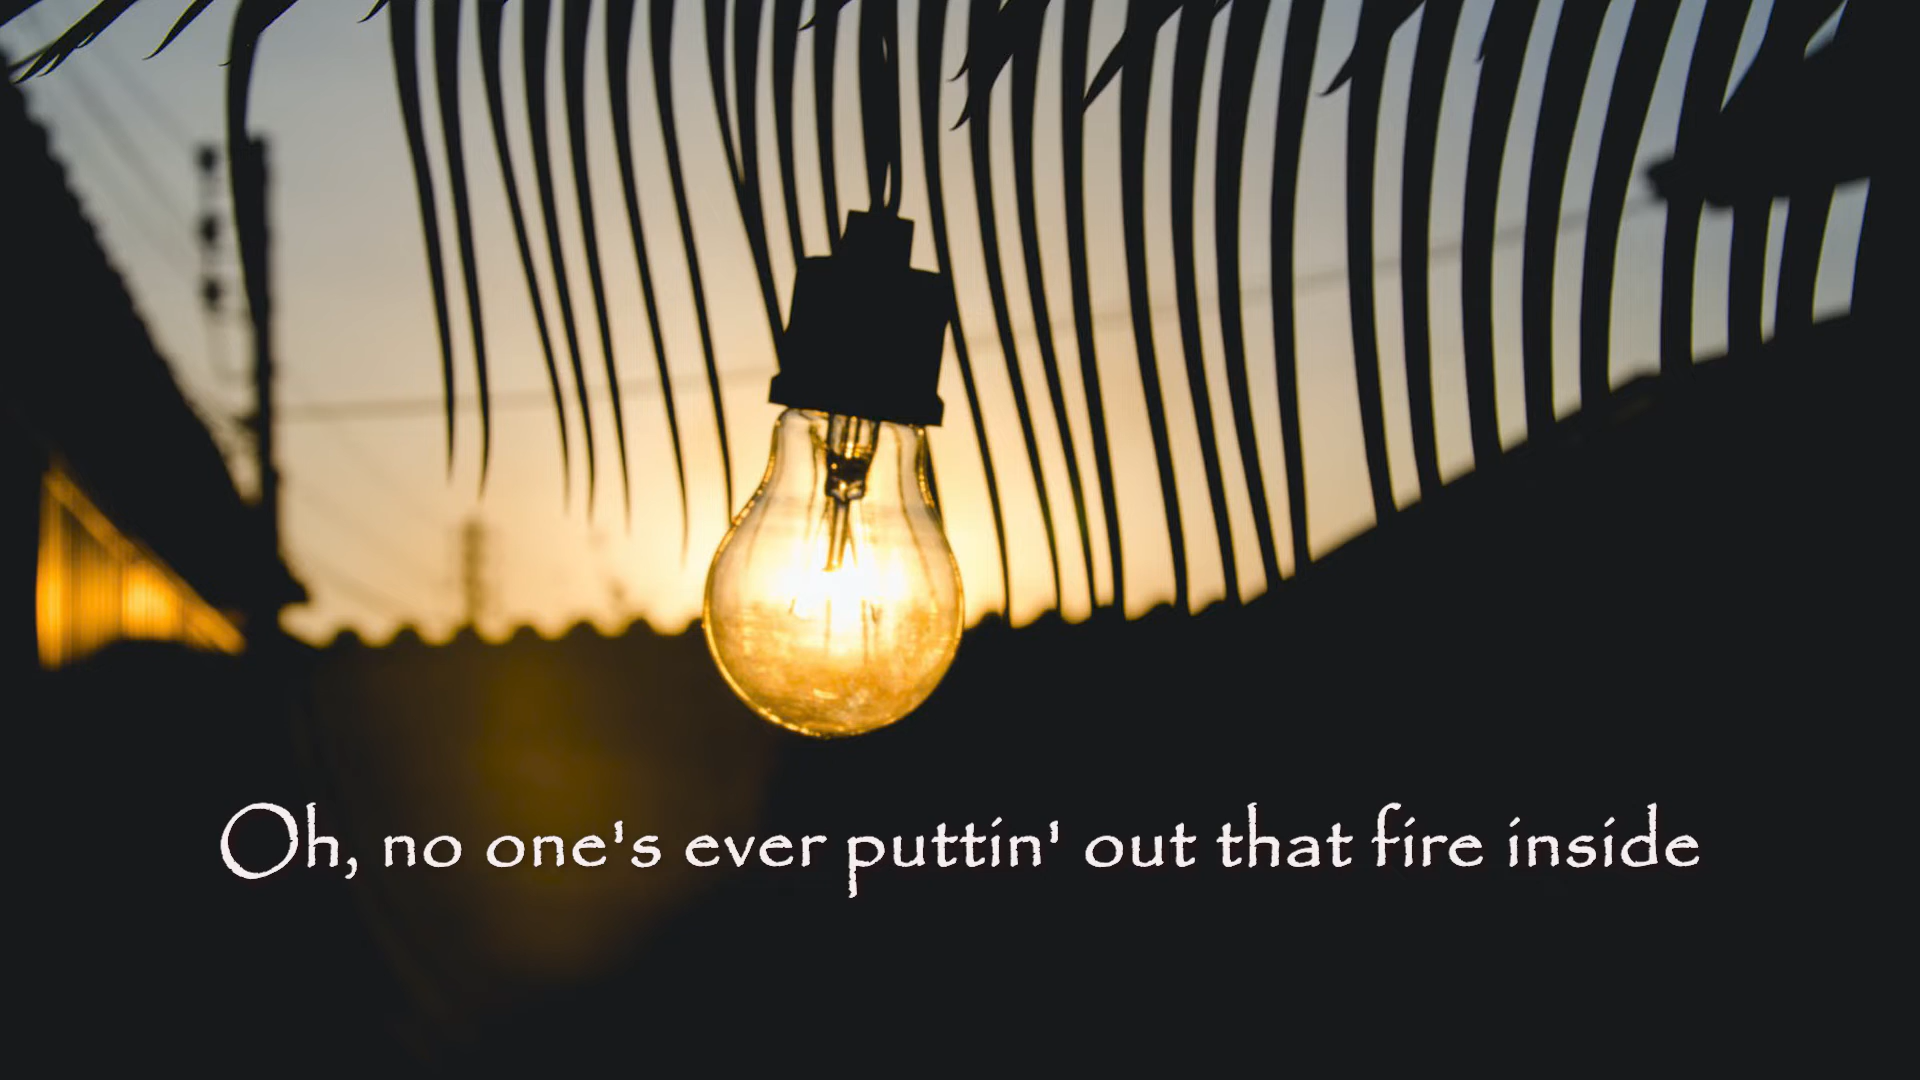 Oh, no one's ever puttin' out that fire inside